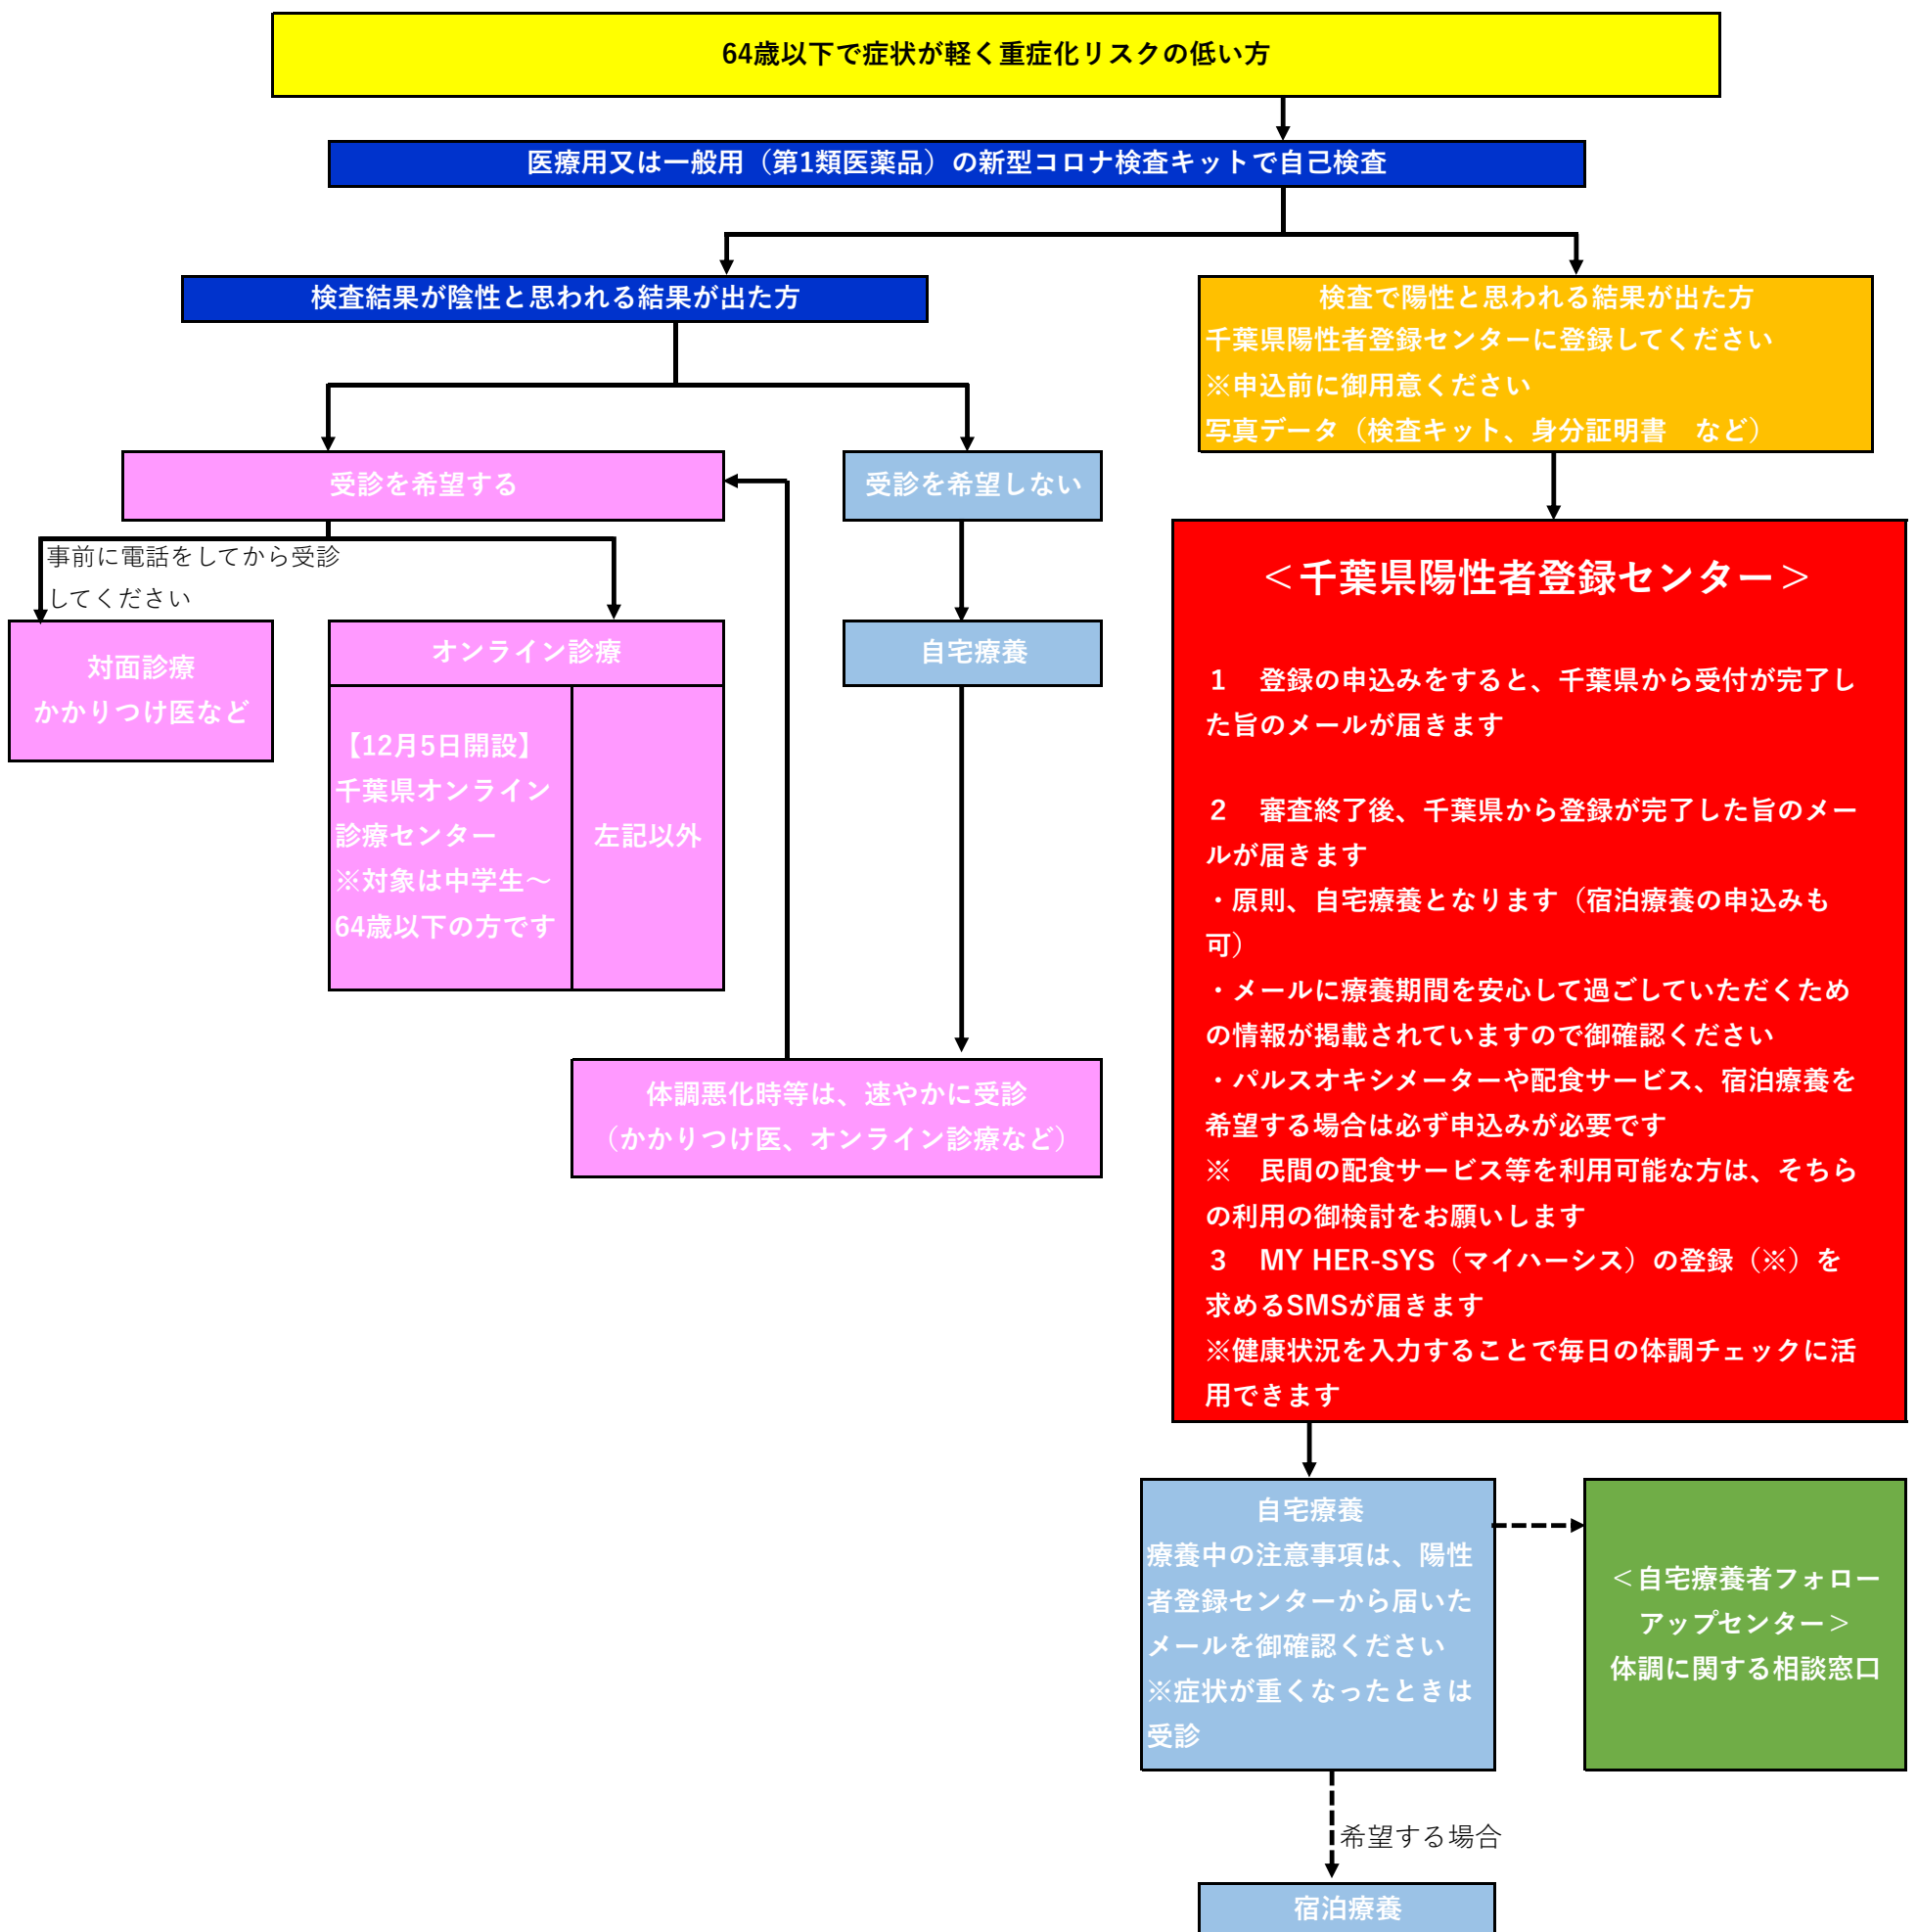 64歳以下で症状が軽く重症化リスクの低い方
医療用又は一般用（第1類医薬品）の新型コロナ検査キットで自己検査
検査結果が陰性と思われる結果が出た方
検査で陽性と思われる結果が出た方
千葉県陽性者登録センターに登録してください
※申込前に御用意ください
写真データ（検査キット、身分証明書　など）
受診を希望する
受診を希望しない
事前に電話をしてから受診
してください
対面診療
かかりつけ医など
オンライン診療
【12月5日開設】
千葉県オンライン
診療センター
※対象は中学生～
64歳以下の方です
左記以外
自宅療養
体調悪化時等は、速やかに受診
（かかりつけ医、オンライン診療など）
＜千葉県陽性者登録センター＞
１　登録の申込みをすると、千葉県から受付が完了し
た旨のメールが届きます
２　審査終了後、千葉県から登録が完了した旨のメー
ルが届きます
・原則、自宅療養となります（宿泊療養の申込みも
可）
・メールに療養期間を安心して過ごしていただくため
の情報が掲載されていますので御確認ください
・パルスオキシメーターや配食サービス、宿泊療養を
希望する場合は必ず申込みが必要です
※　民間の配食サービス等を利用可能な方は、そちら
の利用の御検討をお願いします
３　MY HER-SYS（マイハーシス）の登録（※）を
求めるSMSが届きます
※健康状況を入力することで毎日の体調チェックに活
用できます
自宅療養
療養中の注意事項は、陽性
者登録センターから届いた
メールを御確認ください
※症状が重くなったときは
受診
＜自宅療養者フォロー
アップセンター＞
体調に関する相談窓口
希望する場合
宿泊療養